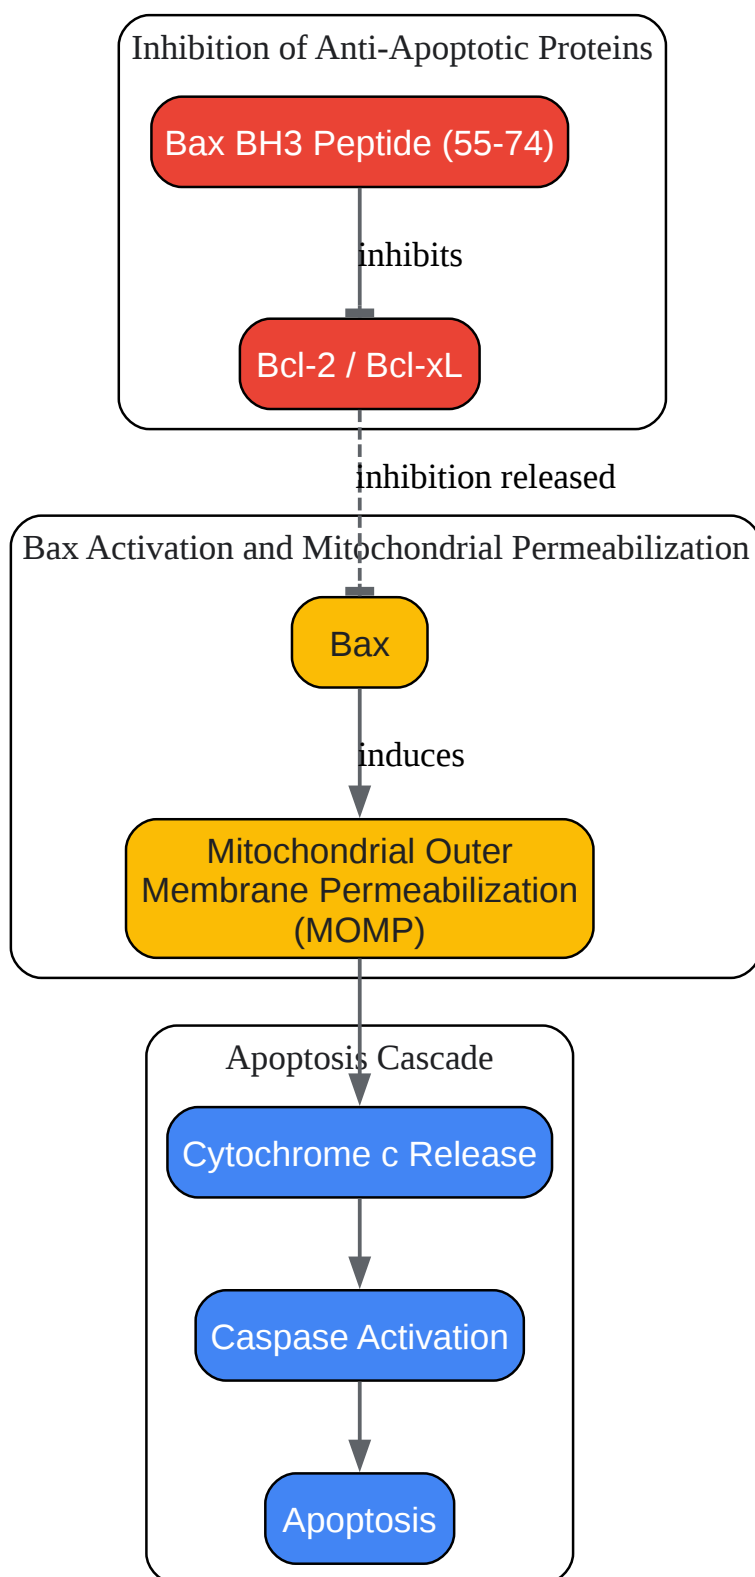 Inhibition of Anti-Apoptotic Proteins
Bax BH3 Peptide (55-74)
inhibits
Bcl-2 / Bcl-xL
inhibition released
Bax Activation and Mitochondrial Permeabilization
Bax
induces
Mitochondrial Outer
Membrane Permeabilization
(MOMP)
Apoptosis Cascade
Cytochrome c Release
Caspase Activation
Apoptosis